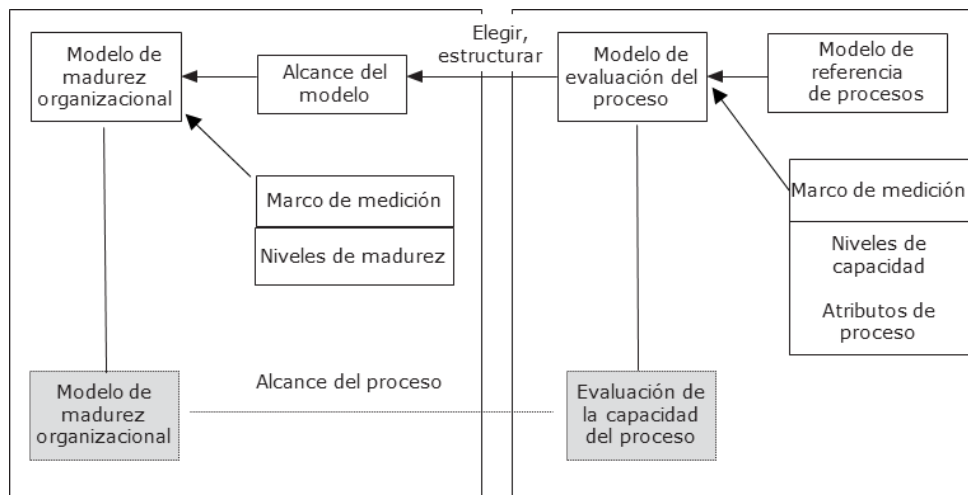 Modelo de
madurez
organizacional
Alcance del
modelo
Elegir,
estructurar
Modelo de
evaluación del
proceso
Modelo de
referencia
de procesos
Marco de medición
Niveles de madurez
Marco de medición
Niveles de
capacidad
Atributos de
proceso
Modelo de
madurez
organizacional
Alcance del proceso
Evaluación de
la capacidad
del proceso